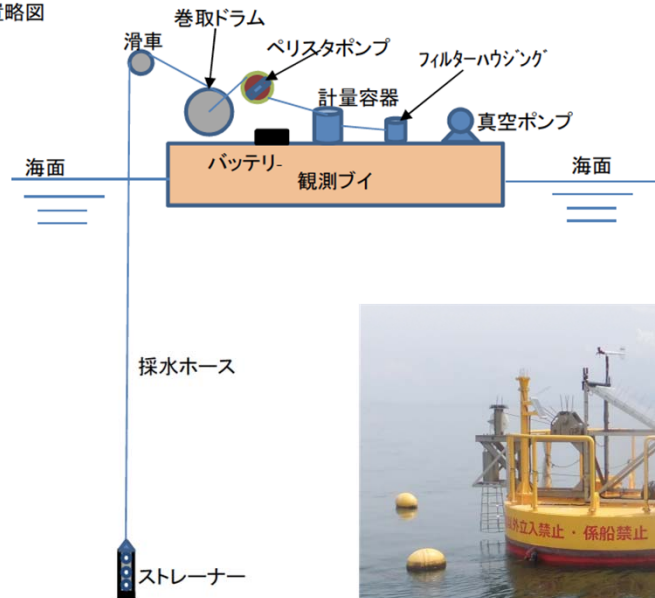 置略図
巻取ドラム
滑車
ペリスタポンプ
フィルターハウジング
計量容器
真空ポンプ
バッテリ-
観測ブイ
海面
海面
採水ホース
ストレーナー
外立入禁止・係船禁止